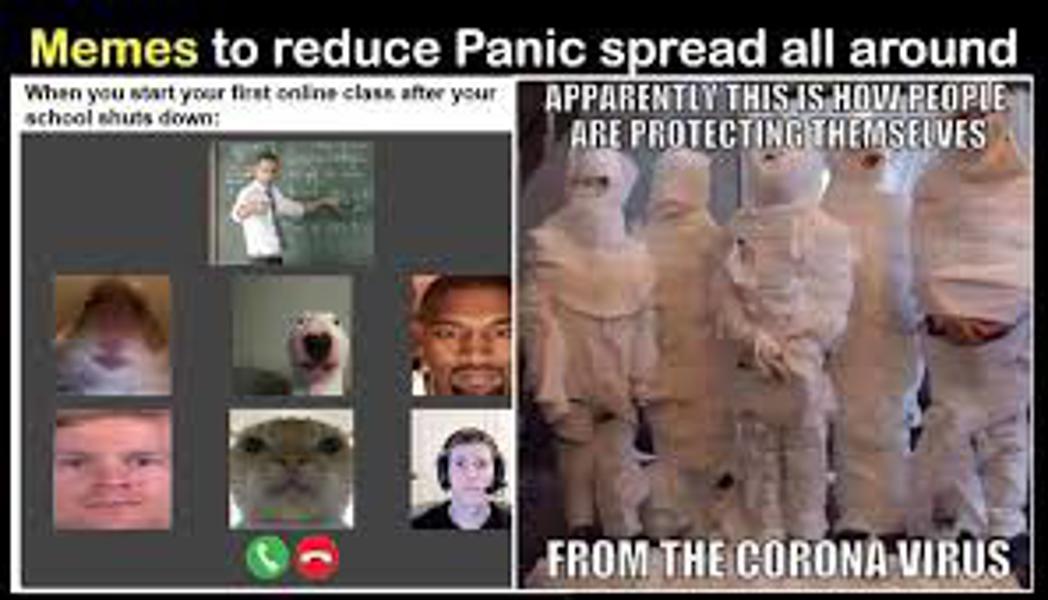 Memes to reduce Panic spread all around
When you start your first online class after your
school shuts down:
APPARENTLY THIS IS HOW PEOPLE
ARE PROTECTING THEMSELVES
FROM THE CORONA VIRUS